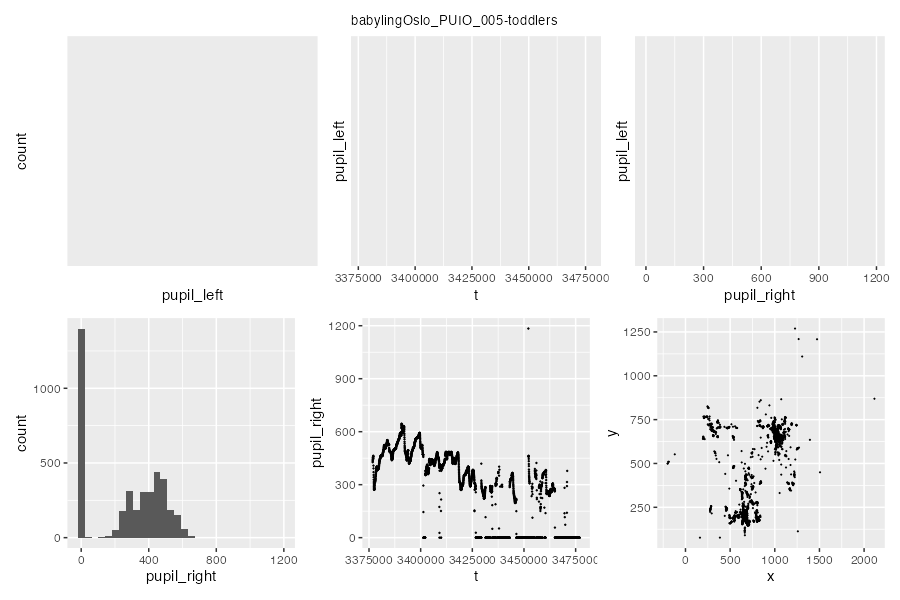 babylingOslo_PUIO_005-toddlers
count
pupil_left
pupil_left
3375000 3400000 3425000 3450000 3475000
t
pupil_left
0 300 600 900 1200
pupil_right
count
1000
500
0
0 400 800 1200
pupil_right
pupil_right
1200
900
600
300
0
3375000 3400000 3425000 3450000 3475000
t
y
1250
1000
750
500
250
0 500 1000 1500 2000
x